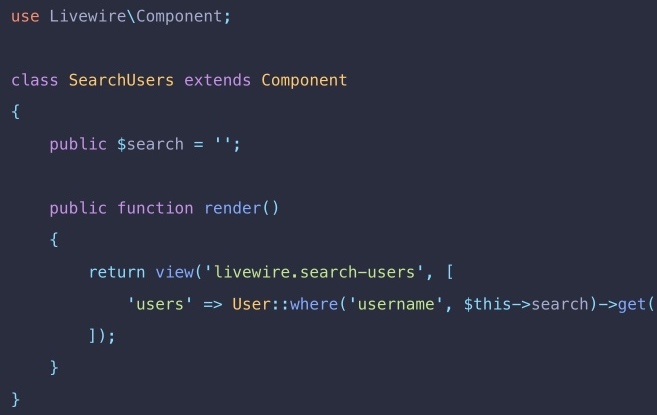 use Livewire\Component;
class SearchUsers extends Component
{
    public $search = '';
    public function render()
    {
        return view('livewire.search-users', [
            'users' => User::where('username', $this->search)->get(
        ]);
    }
}